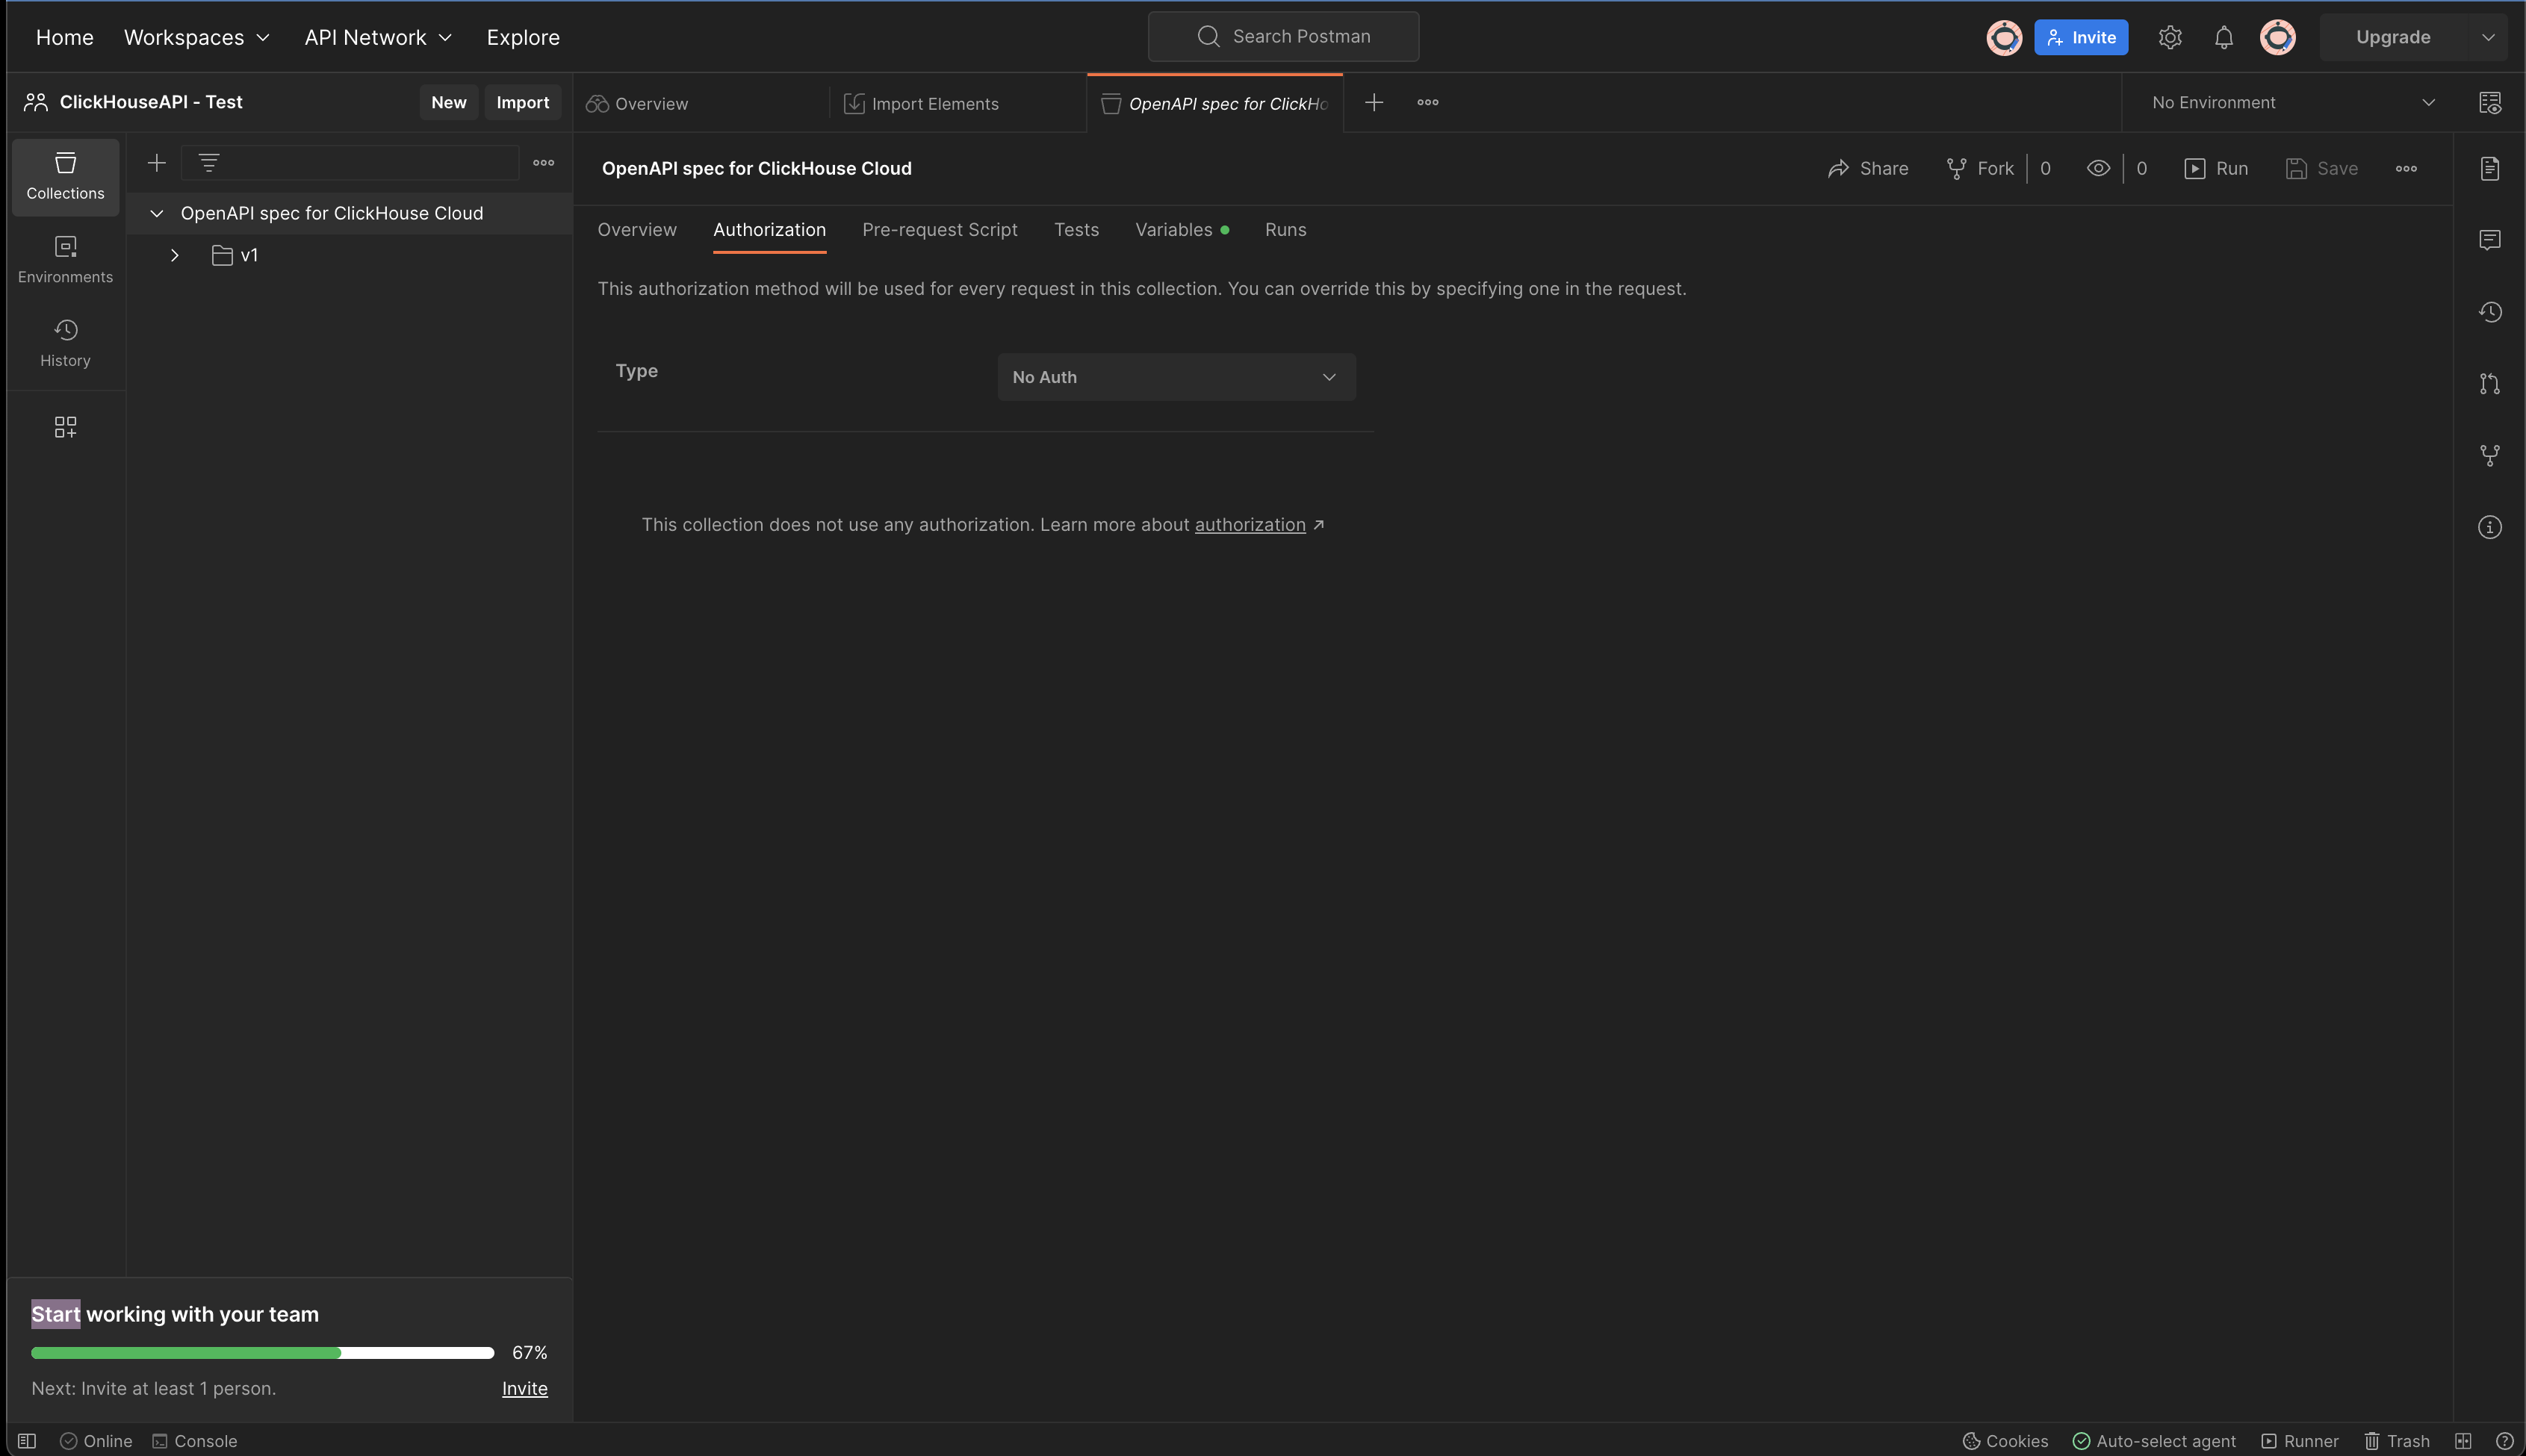 Home Workspaces API Network Explore Search Postman Invite Upgrade
ClickHouseAPI - Test New Import Overview Import Elements OpenAPI spec for ClickHo No Environment
Collections
Environments
History
OpenAPI spec for ClickHouse Cloud
v1
OpenAPI spec for ClickHouse Cloud Share Fork 0 0 Run Save
Overview Authorization Pre-request Script Tests Variables Runs
This authorization method will be used for every request in this collection. You can override this by specifying one in the request.
Type No Auth
This collection does not use any authorization. Learn more about authorization
Start working with your team
67%
Next: Invite at least 1 person. Invite
Online Console Cookies Auto-select agent Runner Trash